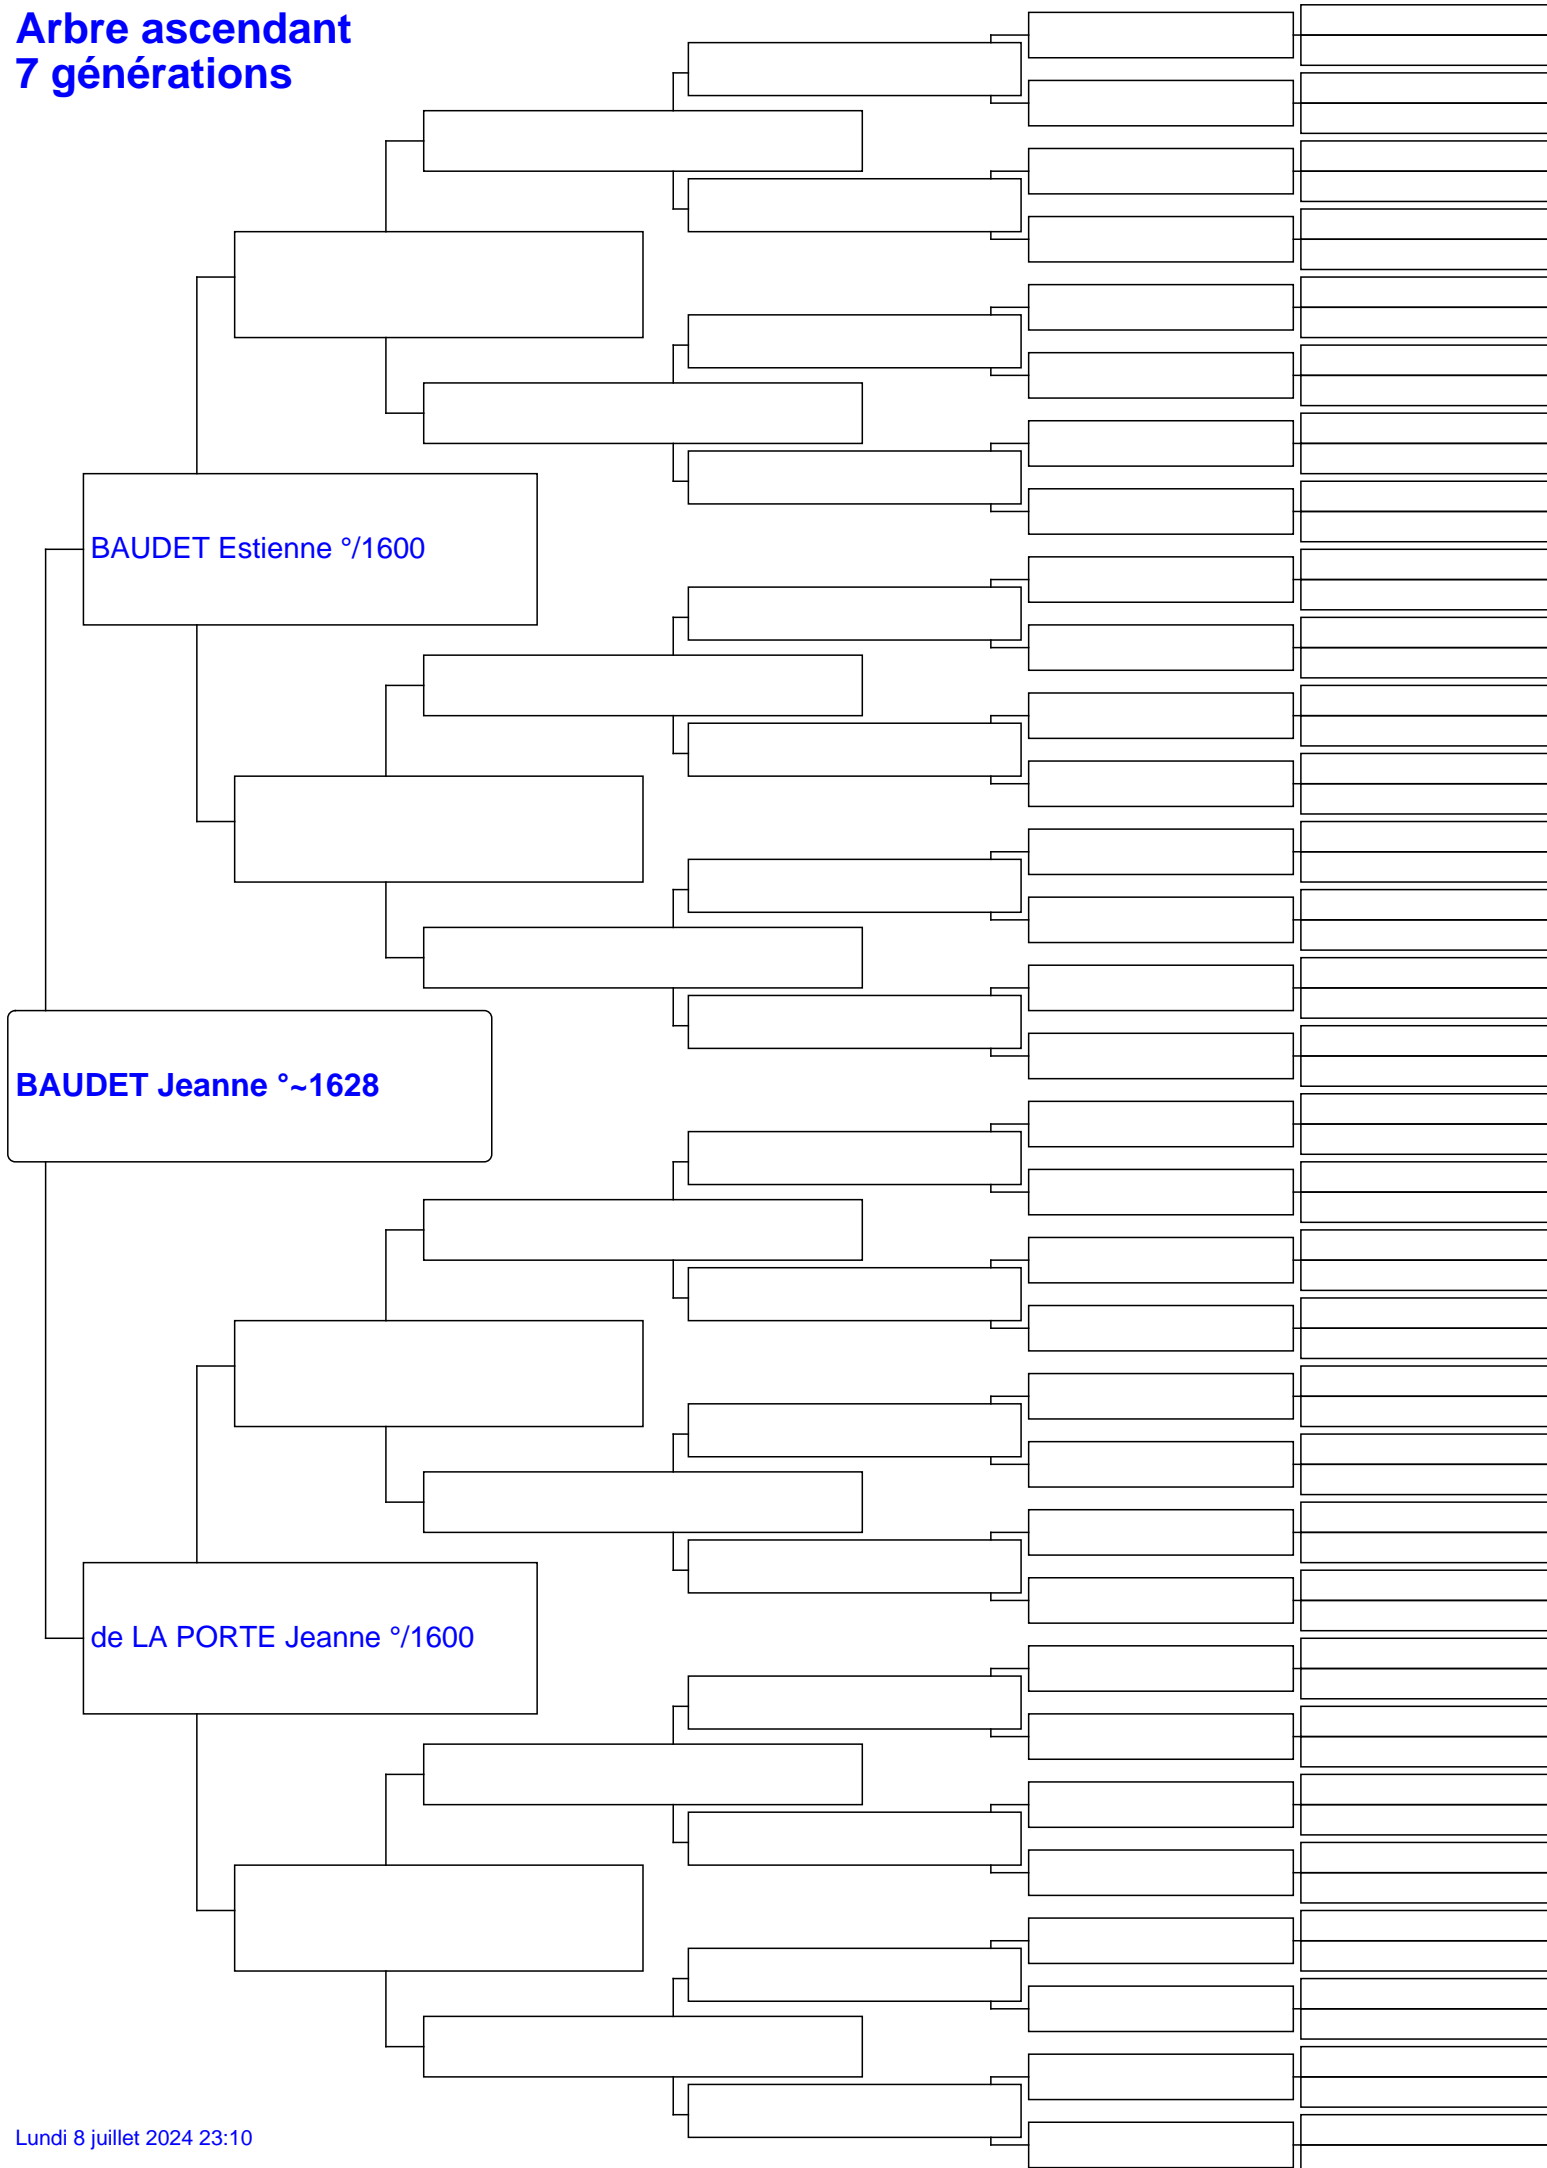 Arbre ascendant
7 générations
BAUDET Estienne °/1600
BAUDET Jeanne °~1628
de LA PORTE Jeanne °/1600
Lundi 8 juillet 2024 23:10